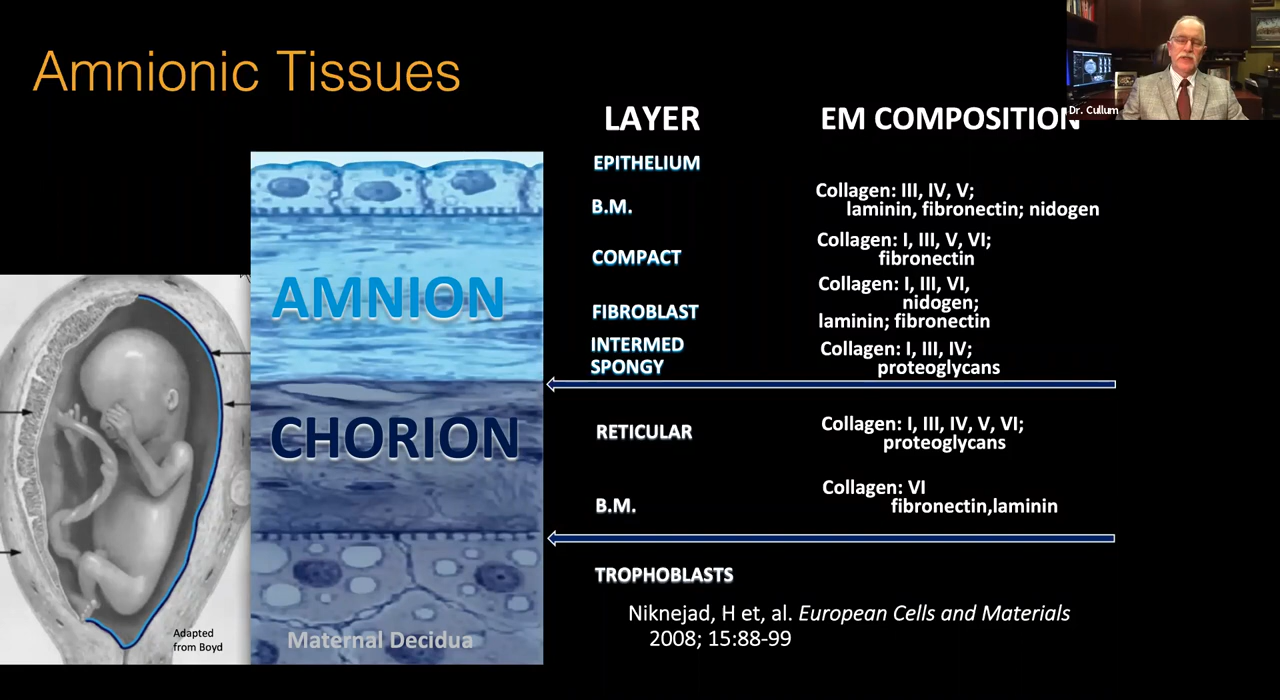 Amnionic Tissues
Dr. Cullum
LAYER
EM COMPOSITION
EPITHELIUM
B.M.
Collagen: III, IV, V;
laminin, fibronectin; nidogen
COMPACT
Collagen: I, III, V, VI;
fibronectin
FIBROBLAST
Collagen: I, III, VI,
nidogen;
laminin; fibronectin
INTERMED
SPONGY
Collagen: I, III, IV;
proteoglycans
RETICULAR
Collagen: I, III, IV, V, VI;
proteoglycans
B.M.
Collagen: VI
fibronectin,laminin
TROPHOBLASTS
AMNION
CHORION
Maternal Decidua
Adapted
from Boyd
Niknejad, H et, al. European Cells and Materials
2008; 15:88-99